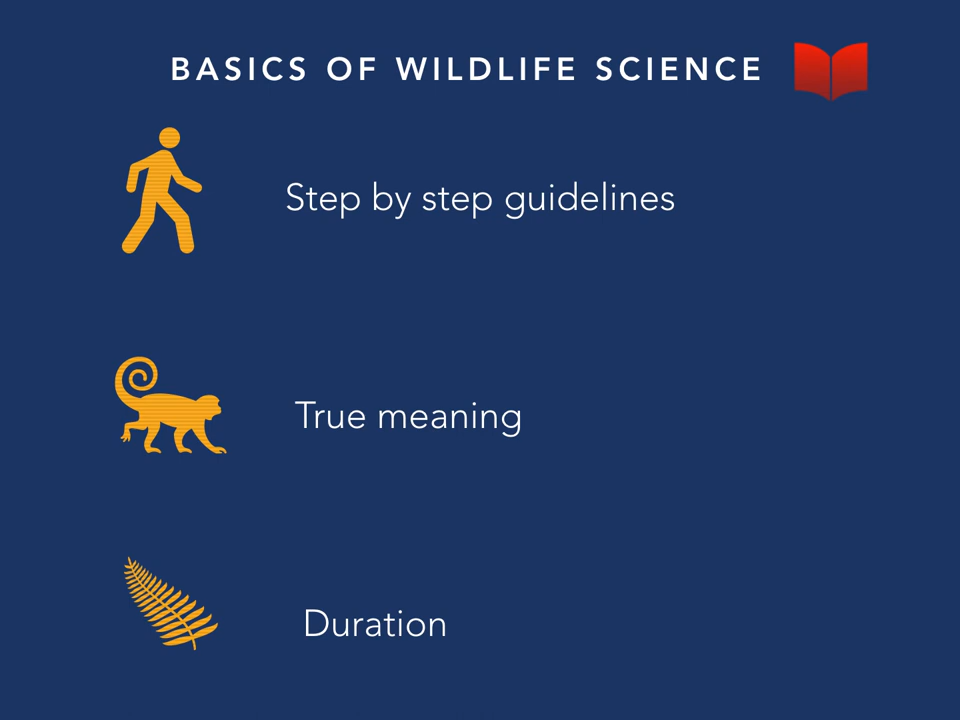 BASICS OF WILDLIFE SCIENCE
Step by step guidelines
True meaning
Duration